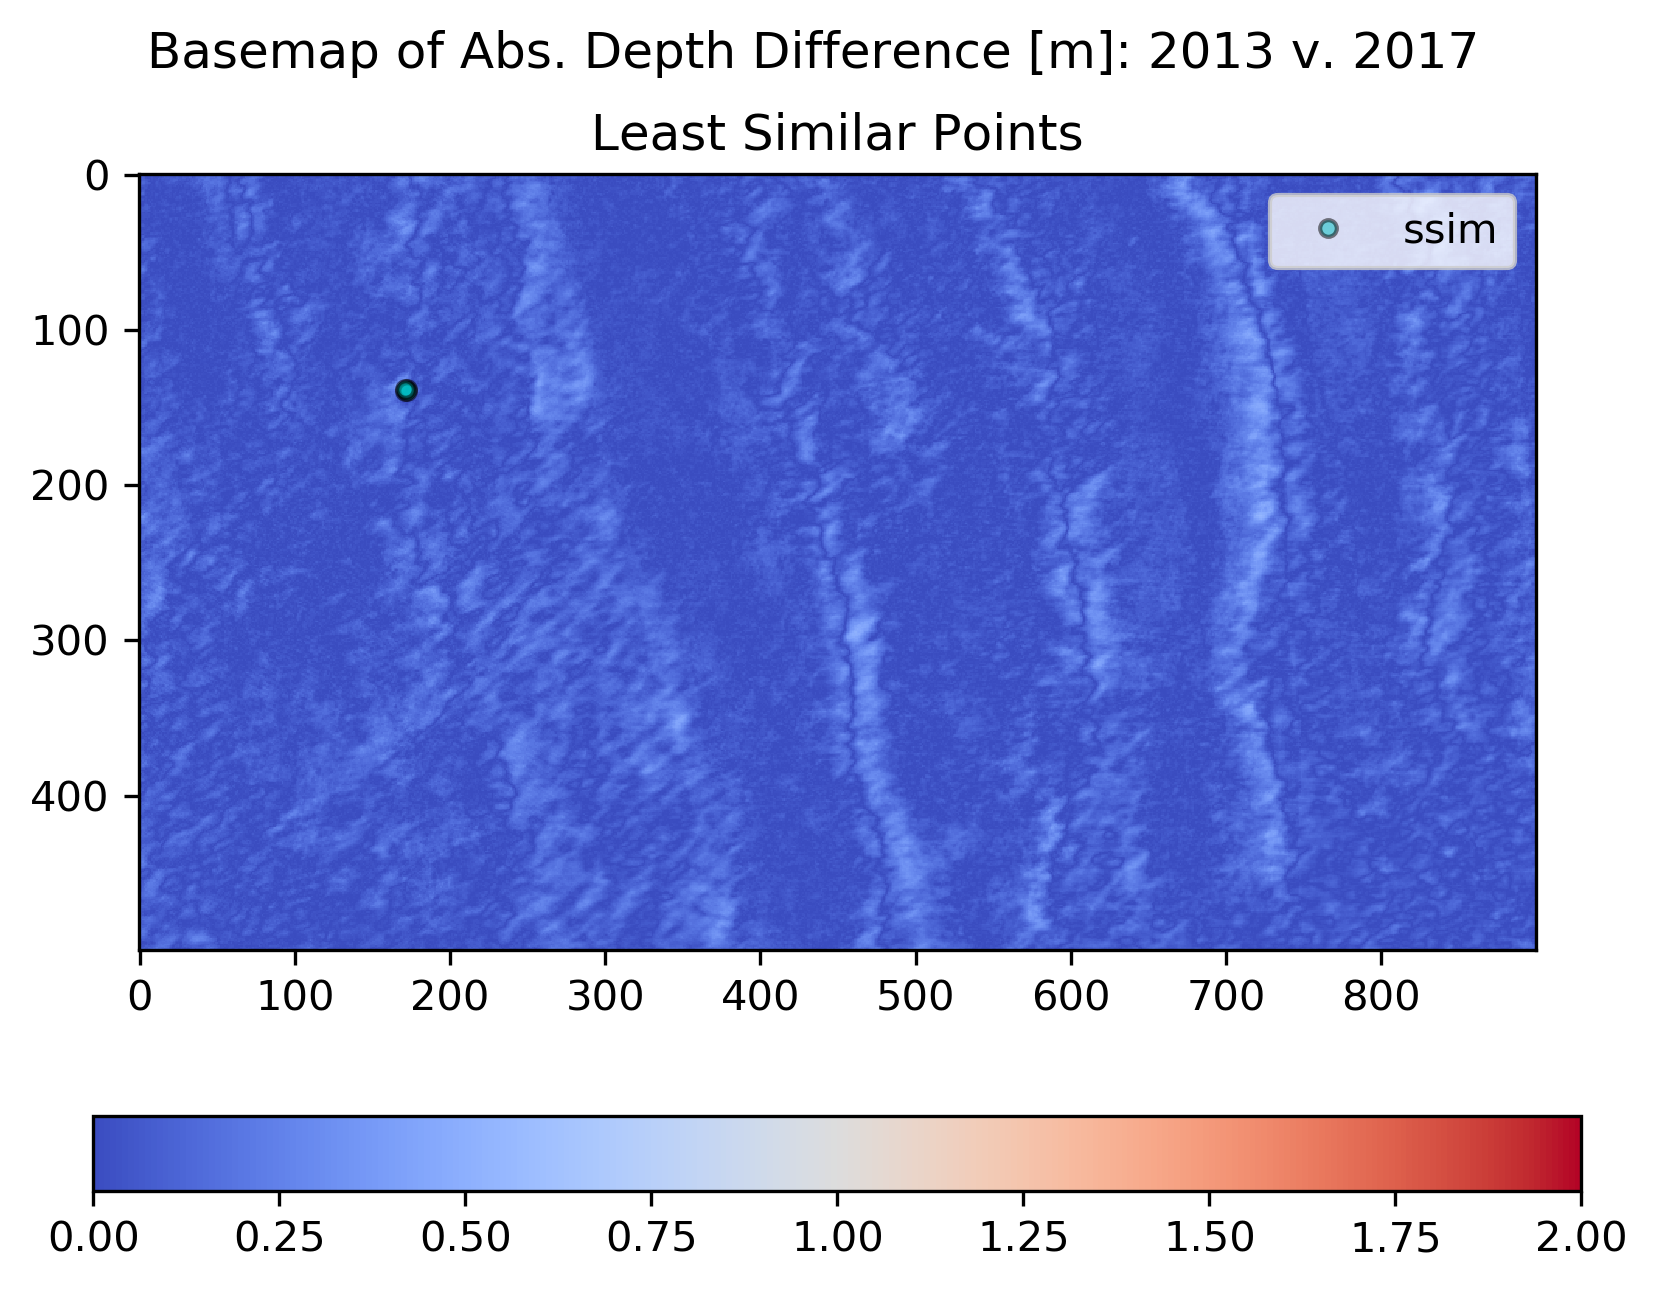 Basemap of Abs. Depth Difference [m]: 2013 v. 2017
Least Similar Points
ssim
0
100
200
300
400
0 100 200 300 400 500 600 700 800
0.00 0.25 0.50 0.75 1.00 1.25 1.50 1.75 2.00